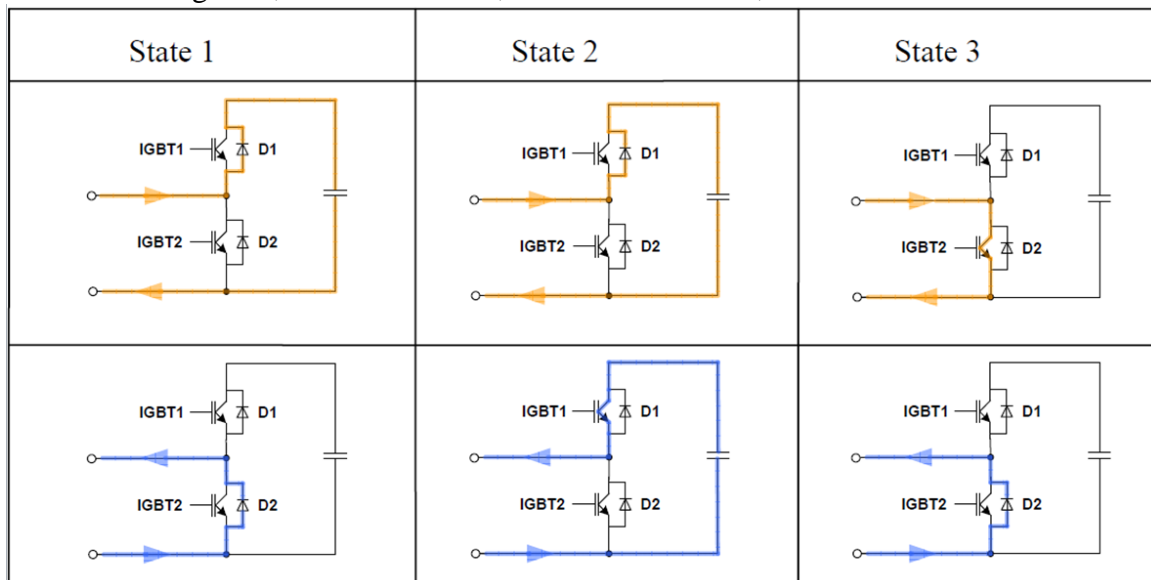 State 1 State 2 State 3
IGBT1 D1 IGBT1 D1 IGBT1 D1
IGBT2 D2 IGBT2 D2 IGBT2 D2
IGBT1 D1 IGBT1 D1 IGBT1 D1
IGBT2 D2 IGBT2 D2 IGBT2 D2